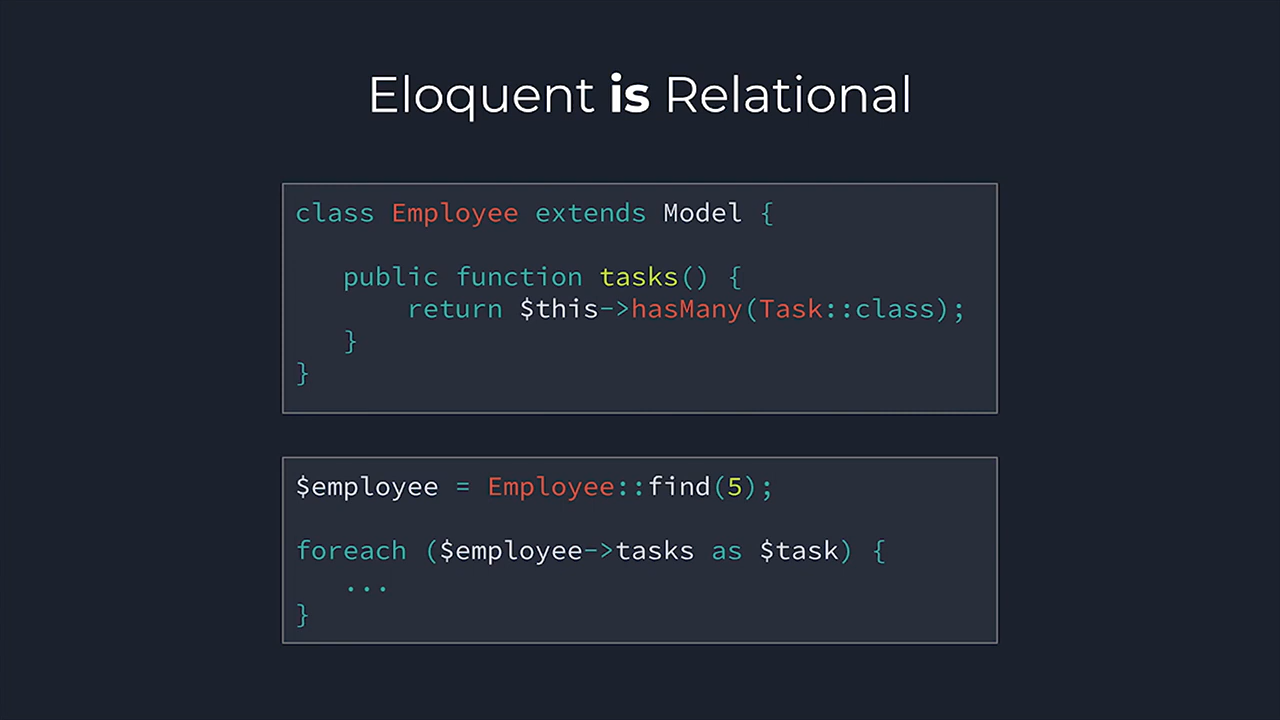 Eloquent is Relational
class Employee extends Model {
public function tasks() {
return $this->hasMany(Task::class);
}
}
$employee = Employee::find(5);
foreach ($employee->tasks as $task) {
...
}